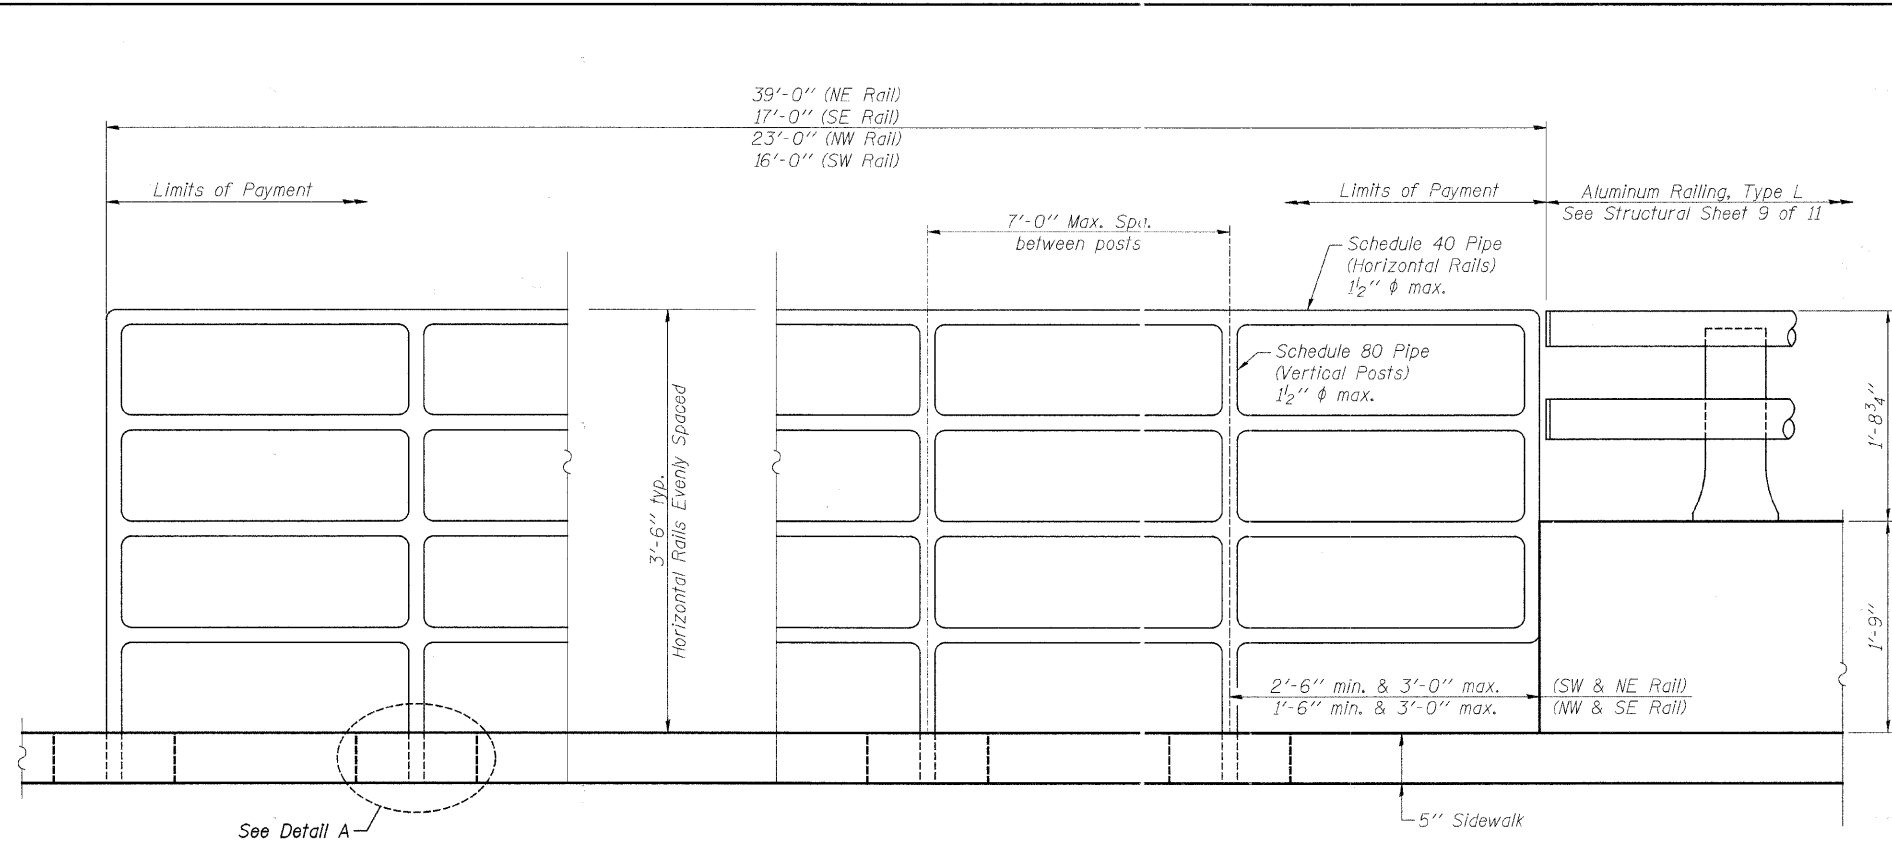 39'-0" (NE Rail)
17'-0" (SE Rail)
23'-0" (NW Rail)
16'-0" (SW Rail)
Limits of Payment
Limits of Payment
Aluminum Railing, Type L
See Structural Sheet 9 of 11
7'-0" Max. Spa.
between posts
Schedule 40 Pipe
(Horizontal Rails)
1½" ϕ max.
Schedule 80 Pipe
(Vertical Posts)
1½" ϕ max.
3'-6" typ.
Horizontal Rails Evenly Spaced
1'-8¾"
1'-9"
2'-6" min. & 3'-0" max. (SW & NE Rail)
1'-6" min. & 3'-0" max. (NW & SE Rail)
See Detail A
5" Sidewalk